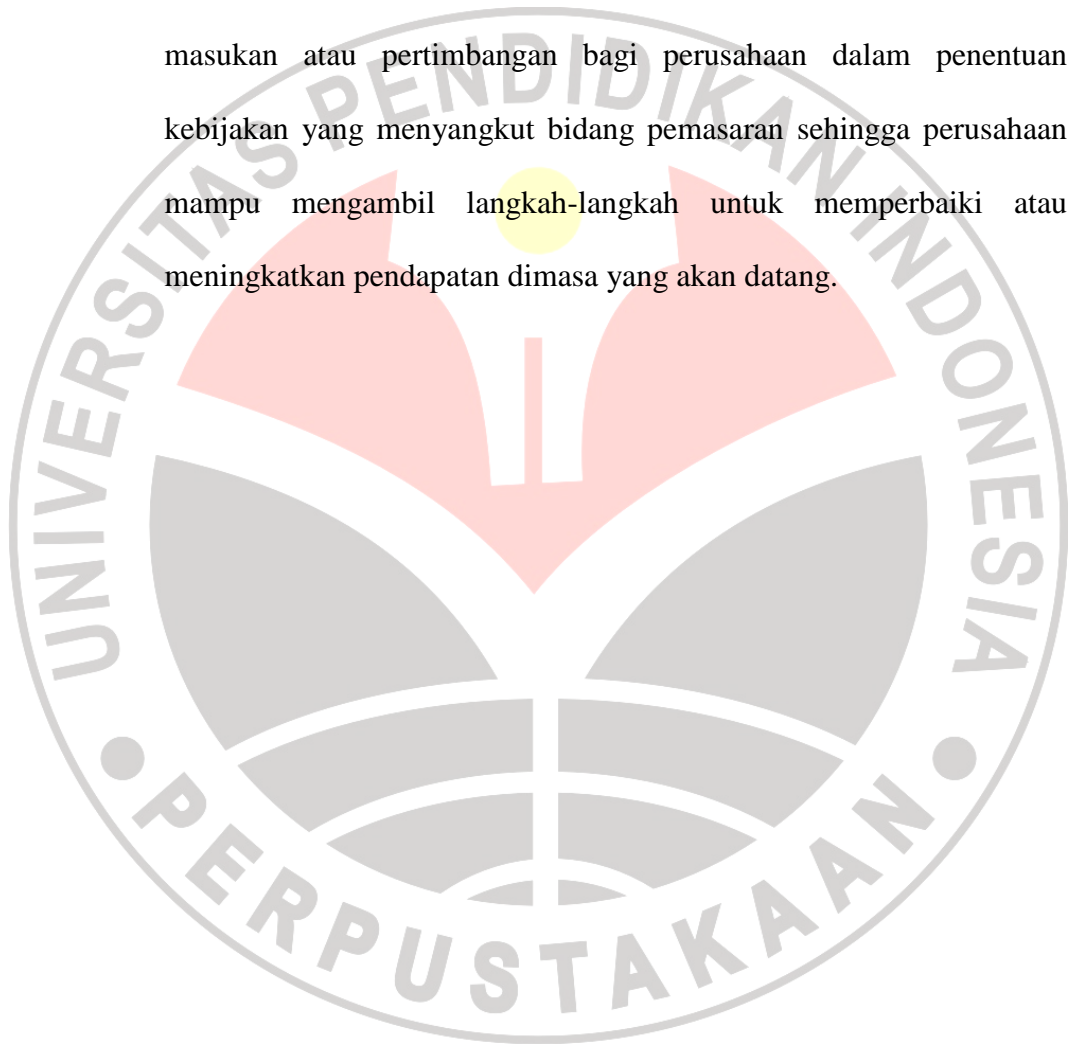 masukan atau pertimbangan bagi perusahaan dalam penentuan
kebijakan yang menyangkut bidang pemasaran sehingga perusahaan
mampu mengambil langkah-langkah untuk memperbaiki atau
meningkatkan pendapatan dimasa yang akan datang.
UNIVERSITAS PENDIDIKAN INDONESIA
PERPUSTAKAAN